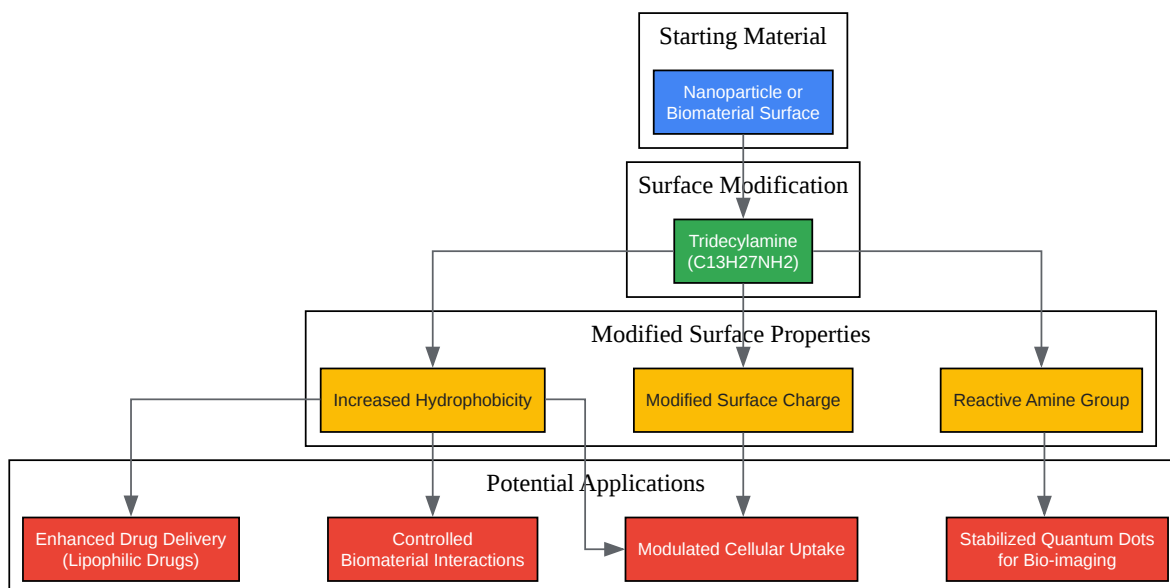 Starting Material
Nanoparticle or
Biomaterial Surface
Surface Modification
Tridecylamine
(C13H27NH2)
Modified Surface Properties
Increased Hydrophobicity
Modified Surface Charge
Reactive Amine Group
Potential Applications
Enhanced Drug Delivery
(Lipophilic Drugs)
Controlled
Biomaterial Interactions
Modulated Cellular Uptake
Stabilized Quantum Dots
for Bio-imaging